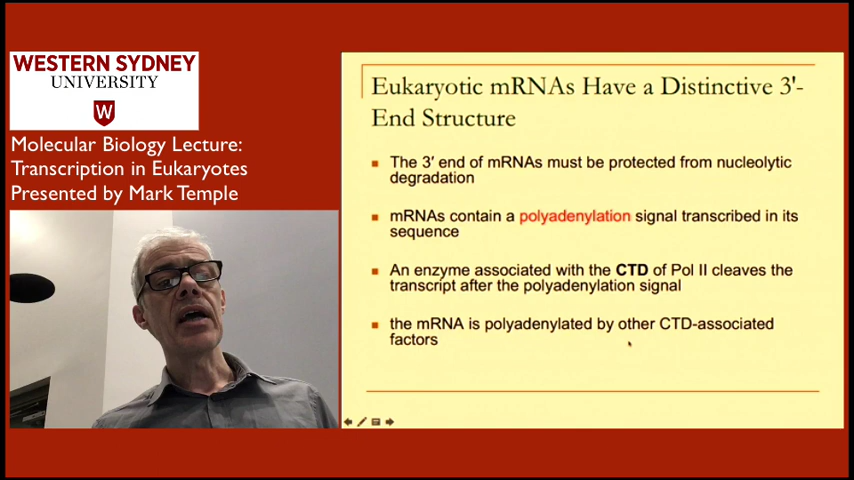 WESTERN SYDNEY
UNIVERSITY
W
Molecular Biology Lecture:
Transcription in Eukaryotes
Presented by Mark Temple
Eukaryotic mRNAs Have a Distinctive 3'-
End Structure
The 3′ end of mRNAs must be protected from nucleolytic
degradation
mRNAs contain a polyadenylation signal transcribed in its
sequence
An enzyme associated with the CTD of Pol II cleaves the
transcript after the polyadenylation signal
the mRNA is polyadenylated by other CTD-associated
factors